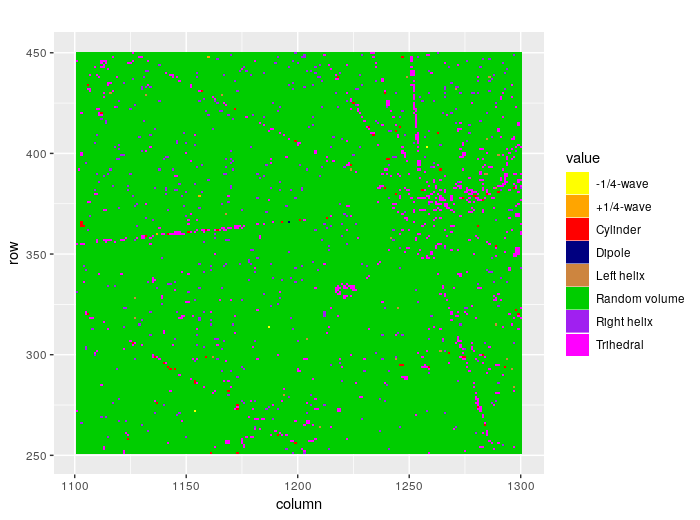 450
400
350
300
250
row
1100
1150
1200
1250
1300
column
value
-1/4-wave
+1/4-wave
Cylinder
Dipole
Left helix
Random volume
Right helix
Trihedral